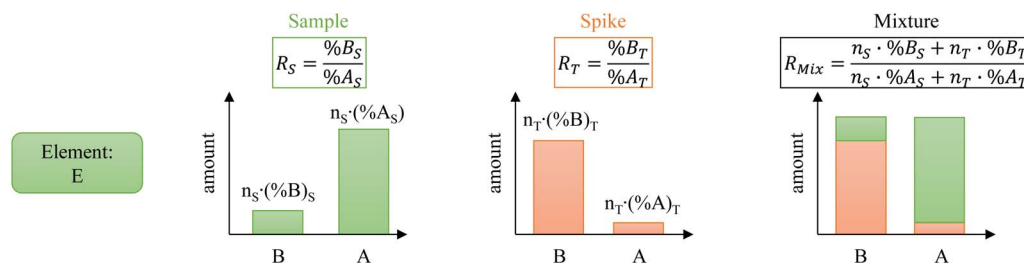 Sample
R_S = %B_S / %A_S
Spike
R_T = %B_T / %A_T
Mixture
R_Mix = (n_S · %B_S + n_T · %B_T) / (n_S · %A_S + n_T · %A_T)
Element:
E
amount
n_S·(%B)_S
n_S·(%A_S)
B A
amount
n_T·(%B)_T
n_T·(%A)_T
B A
amount
B A